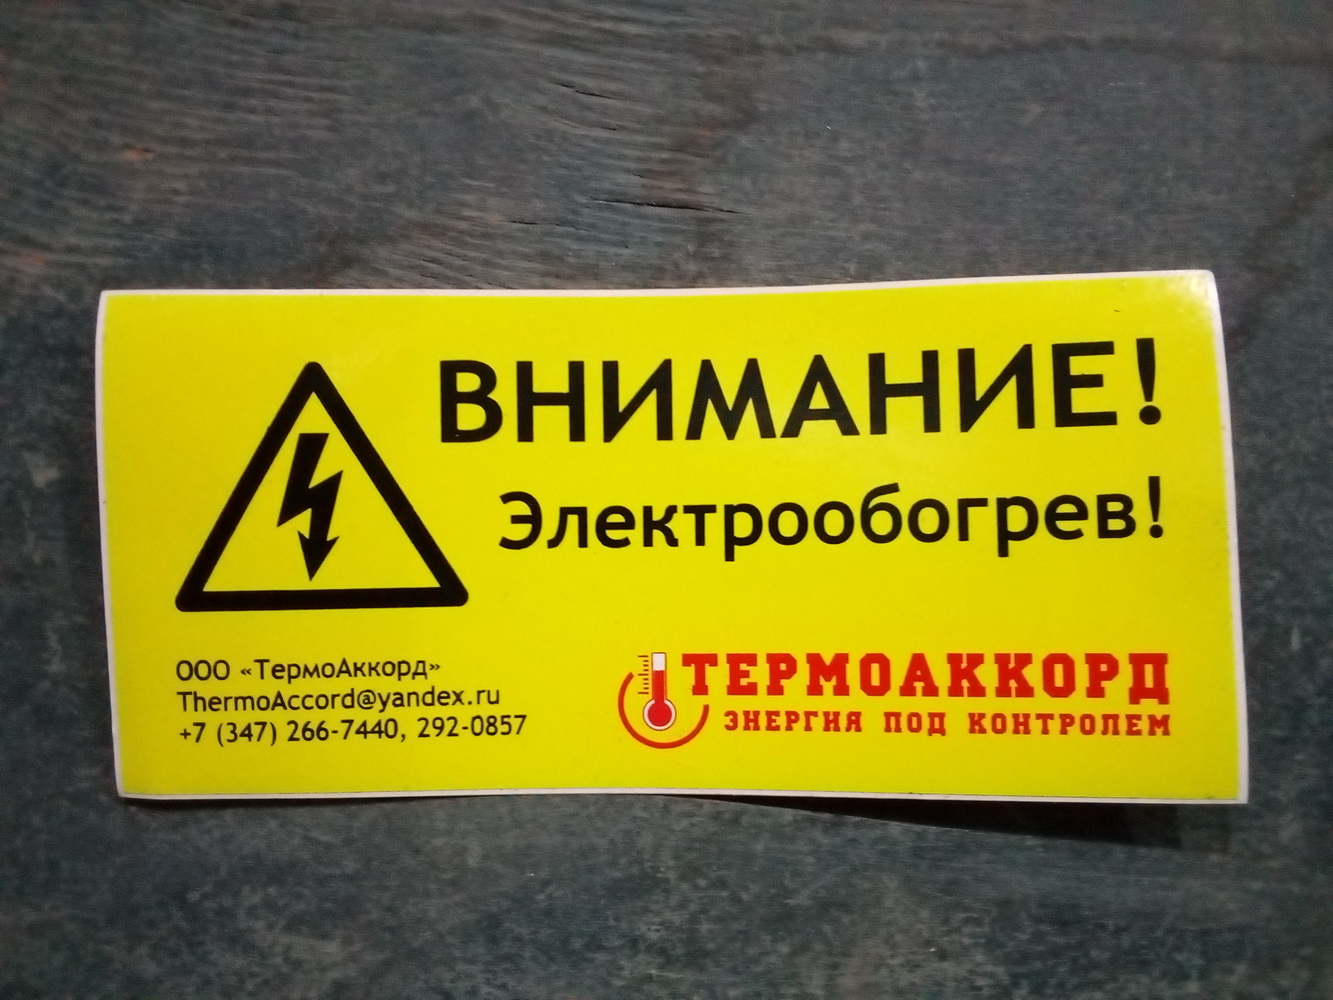 ВНИМАНИЕ!
Электрообогрев!
ООО «ТермоАккорд»
ThermoAccord@yandex.ru
+7 (347) 266-7440, 292-0857
ТЕРМОАККОРД
ЭНЕРГИЯ ПОД КОНТРОЛЕМ